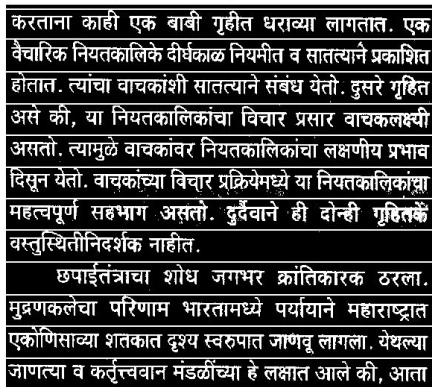 करताना काही एक बाबी गृहीत धराव्या लागतात. एक
वैचारिक नियतकालिके दीर्घकाळ नियमीत व सातत्याने प्रकाशित
होतात. त्यांचा वाचकांशी सातत्याने संबंध येतो. दुसरे गृहित
असे की, या नियतकालिकांचा विचार प्रसार वाचकलक्ष्यी
असतो. त्यामुळे वाचकांवर नियतकालिकांचा लक्षणीय प्रभाव
दिसून येतो. वाचकांच्या विचार प्रक्रियेमध्ये या नियतकालिकांचा
महत्वपूर्ण सहभाग असतो. दुर्दैवाने ही दोन्ही गृहितके
वस्तुस्थितीनिदर्शक नाहीत.
छपाईतंत्राचा शोध जगभर क्रांतिकारक ठरला.
मुद्रणकलेचा परिणाम भारतामध्ये पर्यायाने महाराष्ट्रात
एकोणिसाव्या शतकात दृश्य स्वरुपात जाणवू लागला. येथल्या
जाणत्या व कर्तृत्त्ववान मंडळींच्या हे लक्षात आले की, आता